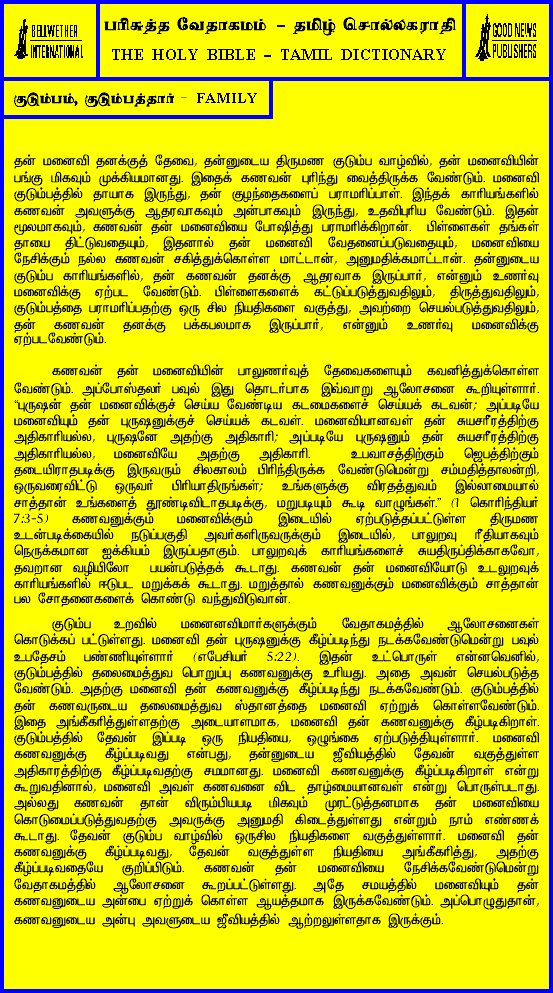 BELLWETHER
INTERNATIONAL
பரிசுத்த வேதாகமம் - தமிழ் சொல்லகராதி
THE HOLY BIBLE - TAMIL DICTIONARY
GOOD NEWS
PUBLISHERS
குடும்பம், குடும்பத்தார் - FAMILY
தன் மனைவி தனக்குத் தேவை, தன்னுடைய திருமண குடும்ப வாழ்வில், தன் மனைவியின்
பங்கு மிகவும் முக்கியமானது. இதைக் கணவன் புரிந்து வைத்திருக்க வேண்டும். மனைவி
குடும்பத்தில் தாயாக இருந்து, தன் குழந்தைகளைப் பராமரிப்பாள். இந்தக் காரியங்களில்
கணவன் அவளுக்கு ஆதரவாகவும் அன்பாகவும் இருந்து, உதவிபுரிய வேண்டும். இதன்
மூலமாகவும், கணவன் தன் மனைவியை போஷித்து பராமரிக்கிறான். பிள்ளைகள் தங்கள்
தாயை திட்டுவதையும், இதனால் தன் மனைவி வேதனைப்படுவதையும், மனைவியை
நேசிக்கும் நல்ல கணவன் சகித்துக்கொள்ள மாட்டான், அனுமதிக்கமாட்டான். தன்னுடைய
குடும்ப காரியங்களில், தன் கணவன் தனக்கு ஆதரவாக இருப்பார், என்னும் உணர்வு
மனைவிக்கு ஏற்பட வேண்டும். பிள்ளைகளைக் கட்டுப்படுத்துவதிலும், திருத்துவதிலும்,
குடும்பத்தை பராமரிப்பதற்கு ஒரு சில நியதிகளை வகுத்து, அவற்றை செயல்படுத்துவதிலும்,
தன் கணவன் தனக்கு பக்கபலமாக இருப்பார், என்னும் உணர்வு மனைவிக்கு
ஏற்படவேண்டும்.
கணவன் தன் மனைவியின் பாலுணர்வுத் தேவைகளையும் கவனித்துக்கொள்ள
வேண்டும். அப்போஸ்தலர் பவுல் இது தொடர்பாக இவ்வாறு ஆலோசனை கூறியுள்ளார்.
“புருஷன் தன் மனைவிக்குச் செய்ய வேண்டிய கடமைகளைச் செய்யக் கடவன்; அப்படியே
மனைவியும் தன் புருஷனுக்குச் செய்யக் கடவள். மனைவியானவள் தன் சுயசரீரத்திற்கு
அதிகாரியல்ல, புருஷனே அதற்கு அதிகாரி; அப்படியே புருஷனும் தன் சுயசரீரத்திற்கு
அதிகாரியல்ல, மனைவியே அதற்கு அதிகாரி. உபவாசத்திற்கும் ஜெபத்திற்கும்
தடையிராதபடிக்கு இருவரும் சிலகாலம் பிரிந்திருக்க வேண்டுமென்று சம்மதித்தாலன்றி,
ஒருவரைவிட்டு ஒருவர் பிரியாதிருங்கள்; உங்களுக்கு விரதத்துவம் இல்லாமையால்
சாத்தான் உங்களைத் தூண்டிவிடாதபடிக்கு, மறுபடியும் கூடி வாழுங்கள்.” (1 கொரிந்தியர்
7:3-5) கணவனுக்கும் மனைவிக்கும் இடையில் ஏற்படுத்தப்பட்டுள்ள திருமண
உடன்படிக்கையில் நடுப்பகுதி அவர்களிருவருக்கும் இடையில், பாலுறவு ரீதியாகவும்
நெருக்கமான ஐக்கியம் இருப்பதாகும். பாலுறவுக் காரியங்களைச் சுயதிருப்திக்காகவோ,
தவறான வழியிலோ பயன்படுத்தக் கூடாது. கணவன் தன் மனைவியோடு உடலுறவுக்
காரியங்களில் ஈடுபட மறுக்கக் கூடாது. மறுத்தால் கணவனுக்கும் மனைவிக்கும் சாத்தான்
பல சோதனைகளைக் கொண்டு வந்துவிடுவான்.
குடும்ப உறவில் மனைனவிமார்களுக்கும் வேதாகமத்தில் ஆலோசனைகள்
கொடுக்கப் பட்டுள்ளது. மனைவி தன் புருஷனுக்கு கீழ்ப்படிந்து நடக்கவேண்டுமென்று பவுல்
உபதேசம் பண்ணியுள்ளார் (எபேசியர் 5:22). இதன் உட்பொருள் என்னவெனில்,
குடும்பத்தில் தலைமைத்துவ பொறுப்பு கணவனுக்கு உரியது. அதை அவன் செயல்படுத்த
வேண்டும். அதற்கு மனைவி தன் கணவனுக்கு கீழ்ப்படிந்து நடக்கவேண்டும். குடும்பத்தில்
தன் கணவருடைய தலைமைத்துவ ஸ்தானத்தை மனைவி ஏற்றுக் கொள்ளவேண்டும்.
இதை அங்கீகரித்துள்ளதற்கு அடையாளமாக, மனைவி தன் கணவனுக்கு கீழ்படிகிறாள்.
குடும்பத்தில் தேவன் இப்படி ஒரு நியதியை, ஒழுங்கை ஏற்படுத்தியுள்ளார். மனைவி
கணவனுக்கு கீழ்ப்படிவது என்பது, தன்னுடைய ஜீவியத்தில் தேவன் வகுத்துள்ள
அதிகாரத்திற்கு கீழ்ப்படிவதற்கு சமமானது. மனைவி கணவனுக்கு கீழ்ப்படிகிறாள் என்று
கூறுவதினால், மனைவி அவள் கணவனை விட தாழ்மையானவள் என்று பொருள்படாது.
அல்லது கணவன் தான் விரும்பியபடி மிகவும் முரட்டுத்தனமாக தன் மனைவியை
கொடுமைப்படுத்துவதற்கு அவருக்கு அனுமதி கிடைத்துள்ளது என்றும் நாம் எண்ணக்
கூடாது. தேவன் குடும்ப வாழ்வில் ஒருசில நியதிகளை வகுத்துள்ளார். மனைவி தன்
கணவனுக்கு கீழ்ப்படிவது, தேவன் வகுத்துள்ள நியதியை அங்கீகரித்து, அதற்கு
கீழ்ப்படிவதையே குறிப்பிடும். கணவன் தன் மனைவியை நேசிக்கவேண்டுமென்று
வேதாகமத்தில் ஆலோசனை கூறப்பட்டுள்ளது. அதே சமயத்தில் மனைவியும் தன்
கணவனுடைய அன்பை ஏற்றுக் கொள்ள ஆயத்தமாக இருக்கவேண்டும். அப்பொழுதுதான்,
கணவனுடைய அன்பு அவளுடைய ஜீவியத்தில் ஆற்றலுள்ளதாக இருக்கும்.